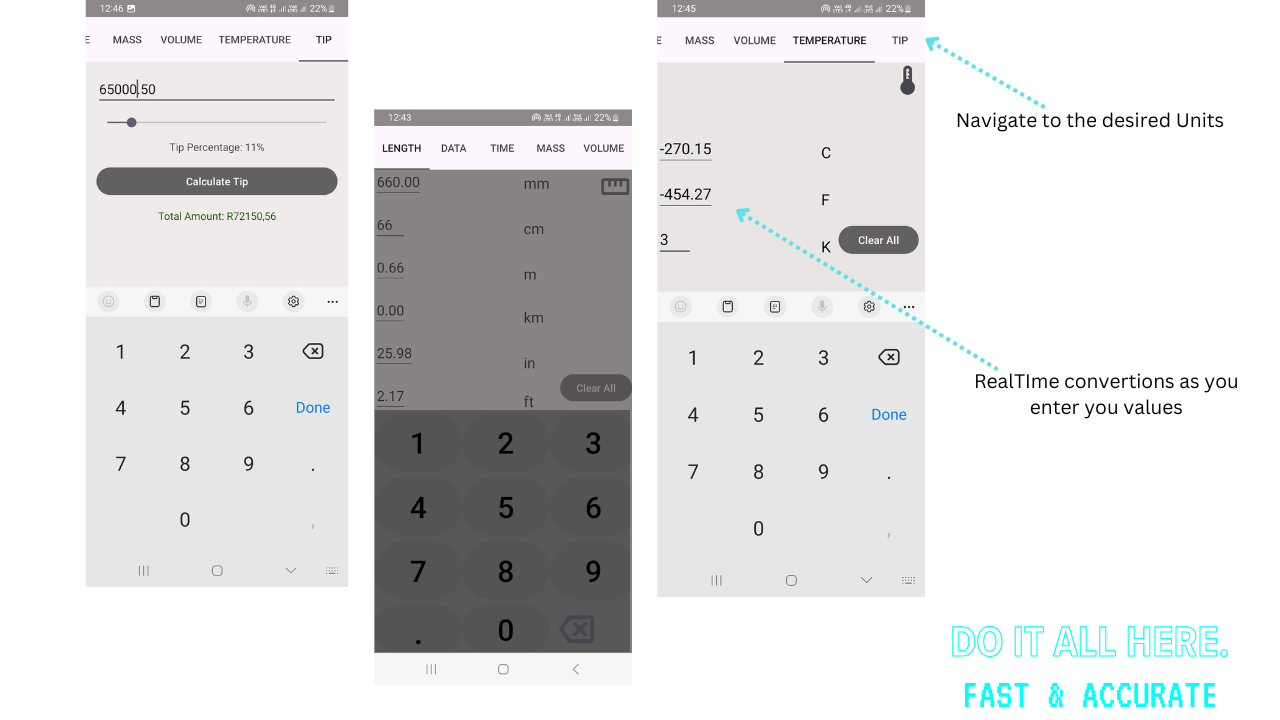 12:46 22%
E MASS VOLUME TEMPERATURE TIP
65000,50
Tip Percentage: 11%
Calculate Tip
Total Amount: R72150,56
1 2 3
4 5 6 Done
7 8 9 .
0 ,
12:43 22%
LENGTH DATA TIME MASS VOLUME
660.00 mm
66 cm
0.66 m
0.00 km
25.98 in
Clear All
2.17 ft
1 2 3
4 5 6
7 8 9
. 0
12:45 22%
E MASS VOLUME TEMPERATURE TIP
-270.15 C
-454.27 F
3 K Clear All
1 2 3
4 5 6 Done
7 8 9 .
0 ,
Navigate to the desired Units
RealTIme convertions as you
enter you values
DO IT ALL HERE.
FAST & ACCURATE